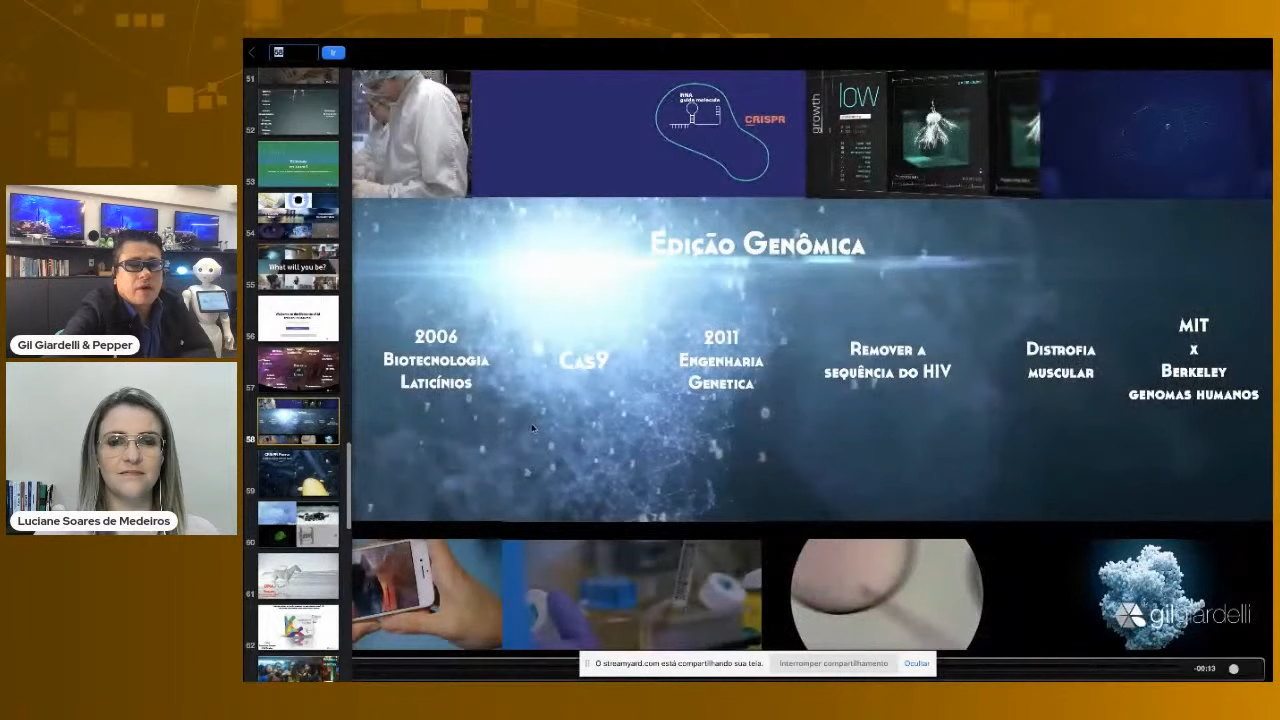 58
Ir
51
52
53
54
What will you be?
55
56
57
58
59
60
61
62
RNA
guide molecule
CRISPR
growth
low
Edição Genômica
2006
Biotecnologia
Laticínios
Cas9
2011
Engenharia
Genetica
Remover a
sequência do HIV
Distrofia
muscular
MIT
x
Berkeley
genomas humanos
Gil Giardelli & Pepper
Luciane Soares de Medeiros
gilgiardelli
O streamyard.com está compartilhando sua tela.
Interromper compartilhamento
Ocultar
-00:13